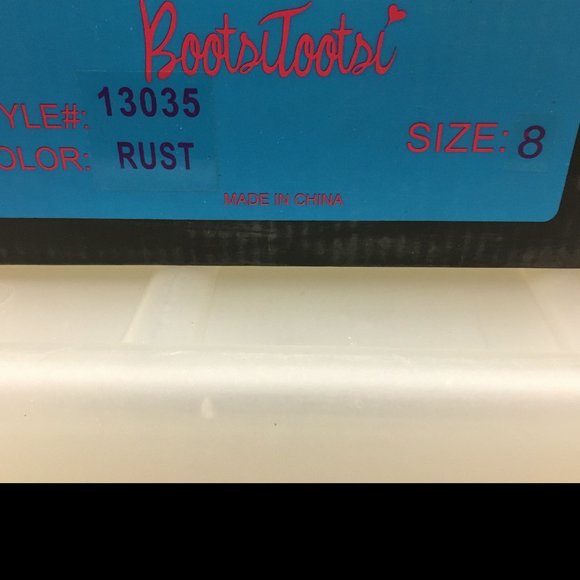 BootsiTootsi
YLE#: 13035
OLOR: RUST
SIZE: 8
MADE IN CHINA